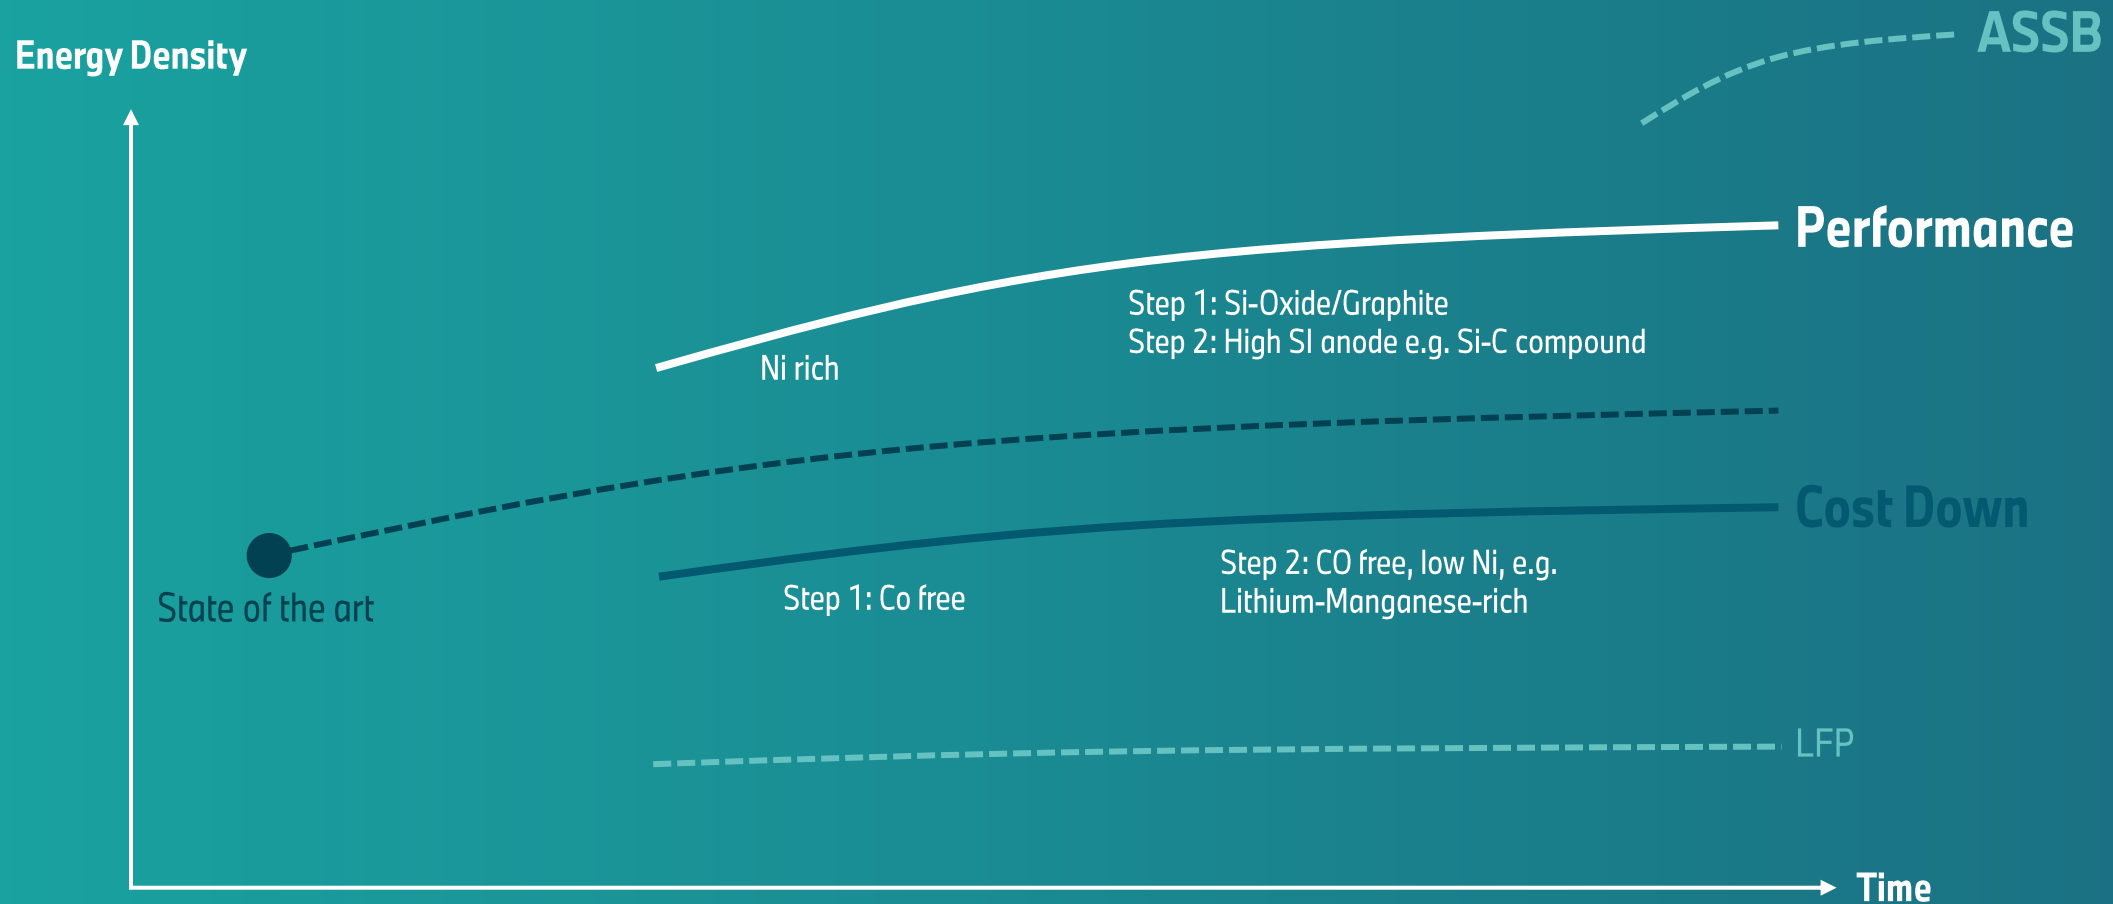 Energy Density
ASSB
Performance
Step 1: Si-Oxide/Graphite
Step 2: High SI anode e.g. Si-C compound
Ni rich
Cost Down
State of the art
Step 1: Co free
Step 2: CO free, low Ni, e.g.
Lithium-Manganese-rich
LFP
Time